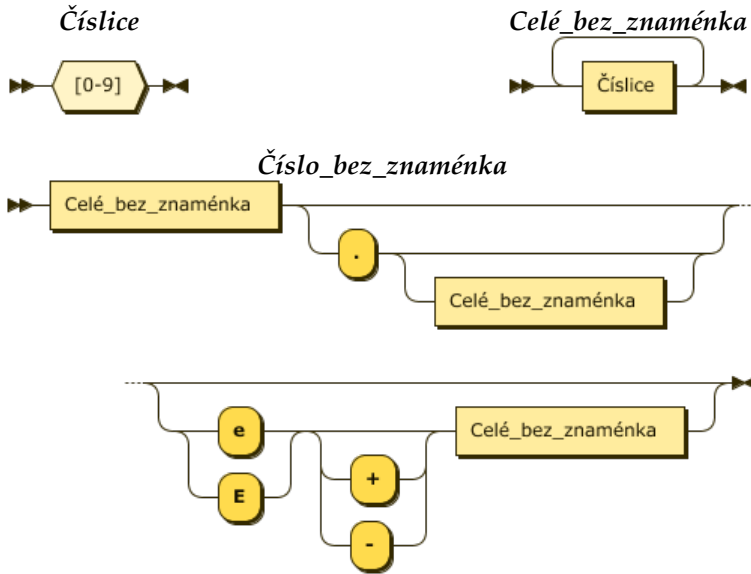 Číslice
Celé_bez_znaménka
[0-9]
Číslice
Číslo_bez_znaménka
Celé_bez_znaménka
.
Celé_bez_znaménka
e
Celé_bez_znaménka
E
+
-